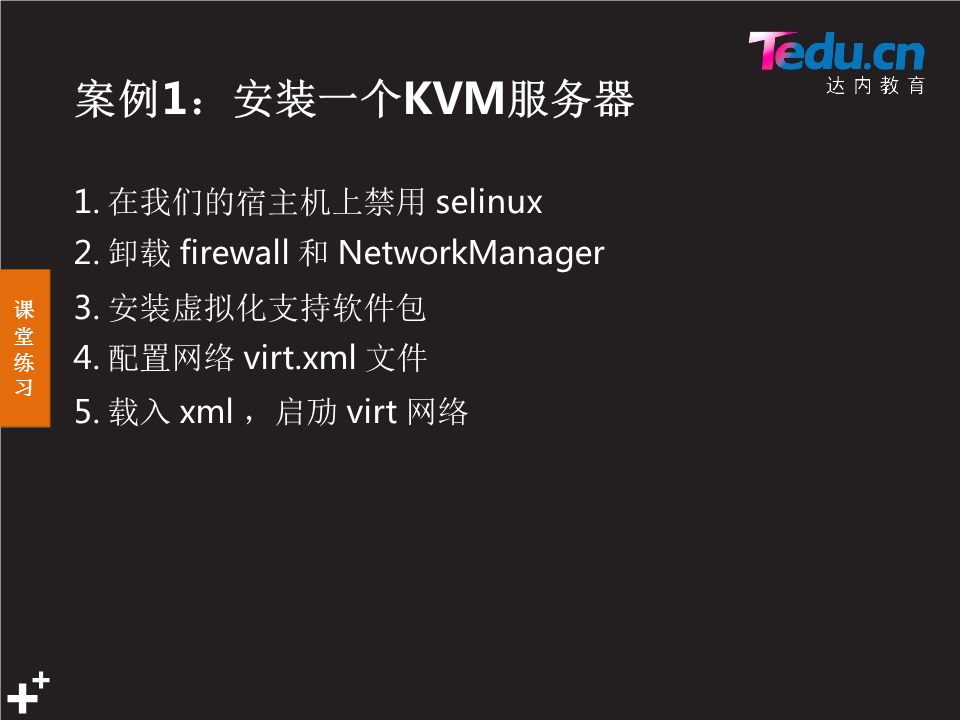 Tedu.cn
达内教育
案例1：安装一个KVM服务器
1. 在我们的宿主机上禁用 selinux
2. 卸载 firewall 和 NetworkManager
3. 安装虚拟化支持软件包
4. 配置网络 virt.xml 文件
5. 载入 xml ，启劢 virt 网络
课
堂
练
习